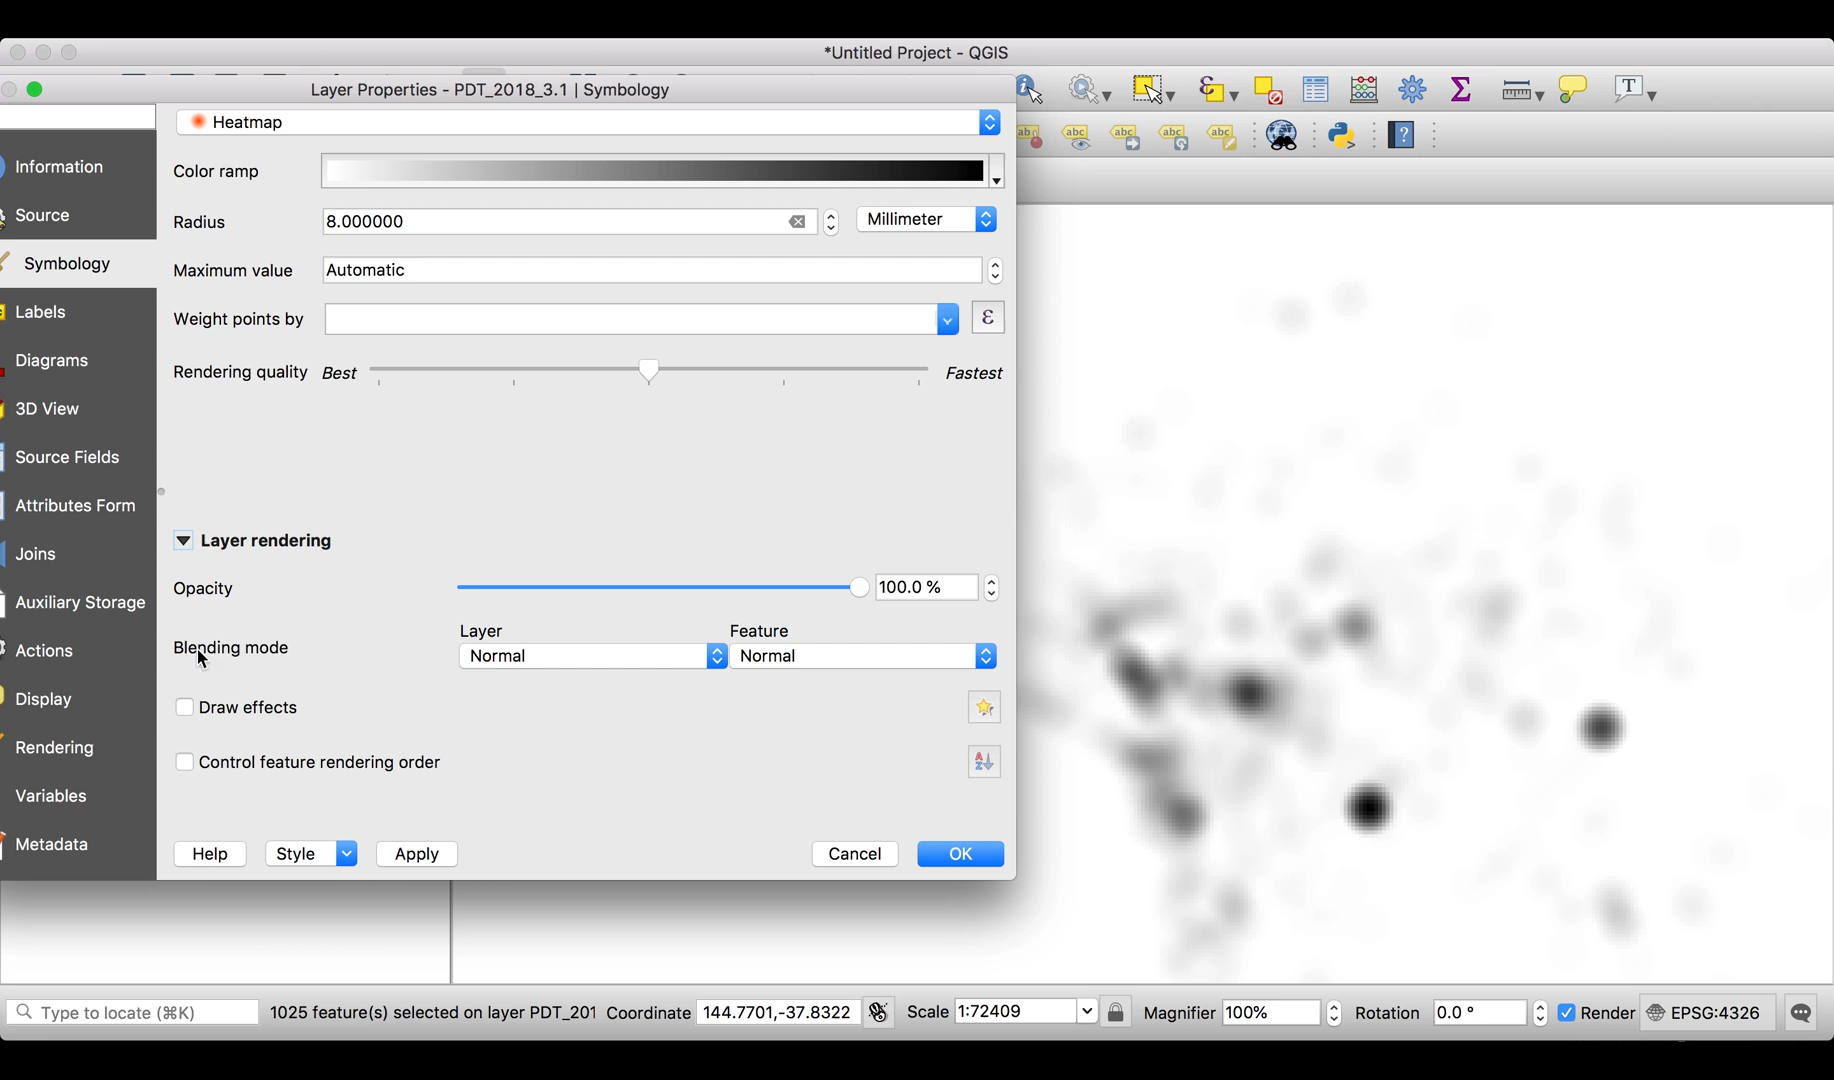 *Untitled Project - QGIS
Layer Properties - PDT_2018_3.1 | Symbology
Heatmap
Information
Source
Symbology
Labels
Diagrams
3D View
Source Fields
Attributes Form
Joins
Auxiliary Storage
Actions
Display
Rendering
Variables
Metadata
Color ramp
Radius 8.000000 Millimeter
Maximum value Automatic
Weight points by ε
Rendering quality Best Fastest
Layer rendering
Opacity 100.0 %
Layer Feature
Blending mode Normal Normal
Draw effects
Control feature rendering order
Help Style Apply Cancel OK
abc abc abc abc
Type to locate (⌘K) 1025 feature(s) selected on layer PDT_201 Coordinate 144.7701,-37.8322 Scale 1:72409 Magnifier 100% Rotation 0.0 ° Render EPSG:4326